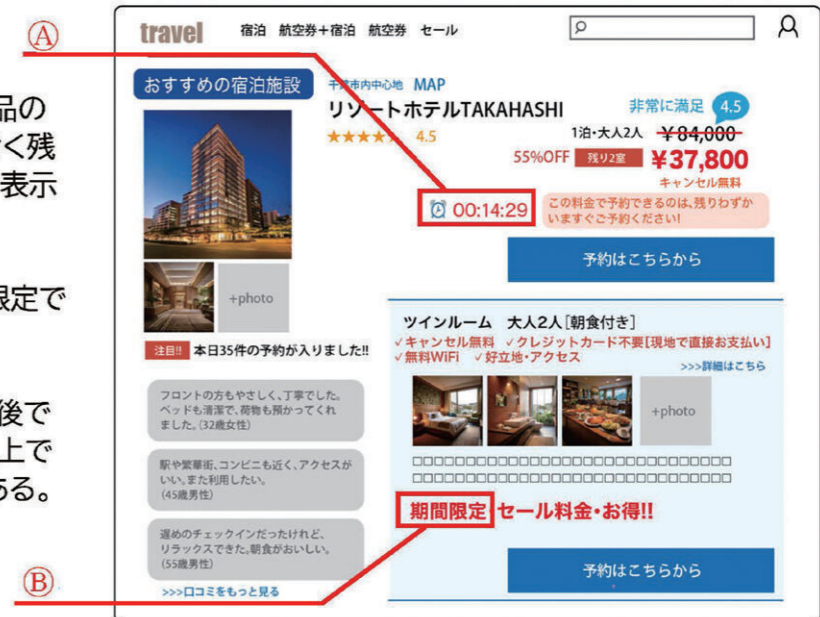 Ⓐ
品の
く残
表示
限定で
後で
上で
ある。
Ⓑ
travel 宿泊 航空券+宿泊 航空券 セール
おすすめの宿泊施設
千葉市内中心地 MAP
リゾートホテルTAKAHASHI
★★★★ 4.5
非常に満足 4.5
1泊・大人2人 ¥84,000
55%OFF 残り2室 ¥37,800
キャンセル無料
00:14:29
この料金で予約できるのは、残りわずか
いますぐご予約ください!
予約はこちらから
+photo
注目!! 本日35件の予約が入りました!!
フロントの方もやさしく、丁寧でした。
ベッドも清潔で、荷物も預かってくれ
ました。(32歳女性)
駅や繁華街、コンビニも近く、アクセスが
いい。また利用したい。
(45歳男性)
遅めのチェックインだったけれど、
リラックスできた。朝食がおいしい。
(55歳男性)
>>>口コミをもっと見る
ツインルーム 大人2人[朝食付き]
✓キャンセル無料 ✓クレジットカード不要[現地で直接お支払い]
✓無料WiFi ✓好立地・アクセス
>>>詳細はこちら
+photo
□□□□□□□□□□□□□□□□□□□□□□□□□□□
□□□□□□□□□□□□□□□□□□□□□□□□□□□
期間限定・セール料金・お得!!
予約はこちらから